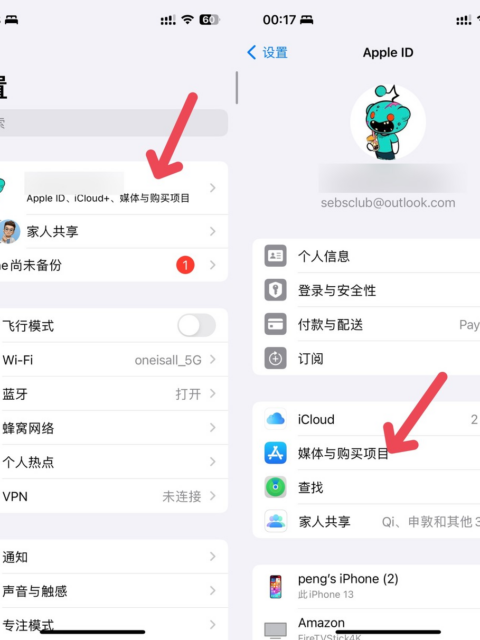 60
置
索
Apple ID、iCloud+、媒体与购买项目
家人共享
ne尚未备份
1
飞行模式
Wi-Fi
oneisall_5G
蓝牙
打开
蜂窝网络
个人热点
VPN
未连接
通知
声音与触感
专注模式
00:17
设置
Apple ID
sebsclub@outlook.com
个人信息
登录与安全性
付款与配送
Pay
订阅
iCloud
2
媒体与购买项目
查找
家人共享
Qi、申敦和其他 3
peng's iPhone (2)
此 iPhone 13
Amazon
FireTVStick4K